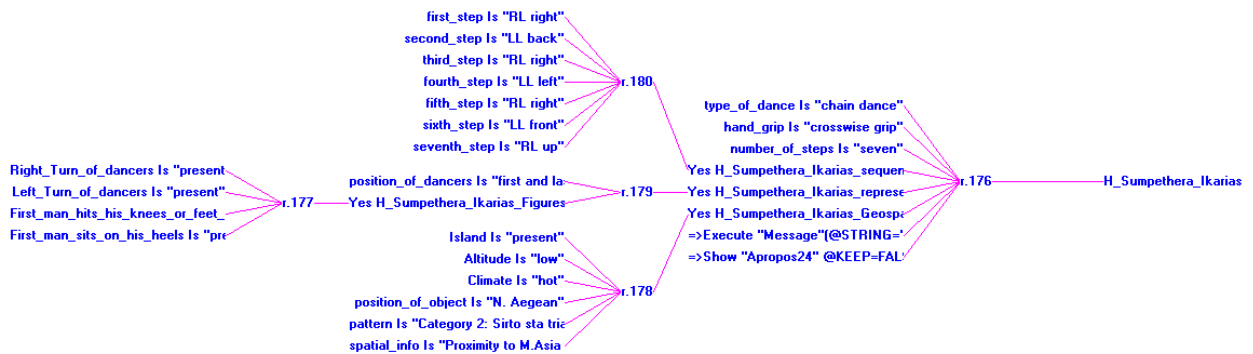 first_step Is "RL right"
second_step Is "LL back"
third_step Is "RL right"
fourth_step Is "LL left"
r.180
fifth_step Is "RL right"
type_of_dance Is "chain dance"
sixth_step Is "LL front"
hand_grip Is "crosswise grip"
seventh_step Is "RL up"
number_of_steps Is "seven"
Right_Turn_of_dancers Is "present
Yes H_Sumpethera_Ikarias_sequen
position_of_dancers Is "first and la
r.176
H_Sumpethera_Ikarias
Left_Turn_of_dancers Is "present"
r.179
Yes H_Sumpethera_Ikarias_represe
r.177
Yes H_Sumpethera_Ikarias_Figures
First_man_hits_his_knees_or_feet_
Yes H_Sumpethera_Ikarias_Geospa
First_man_sits_on_his_heels Is "pre
Island Is "present"
=>Execute "Message"(@STRING="
Altitude Is "low"
=>Show "Apropos24" @KEEP=FAL
Climate Is "hot"
r.178
position_of_object Is "N. Aegean"
pattern Is "Category 2: Sirto sta tria
spatial_info Is "Proximity to M.Asia